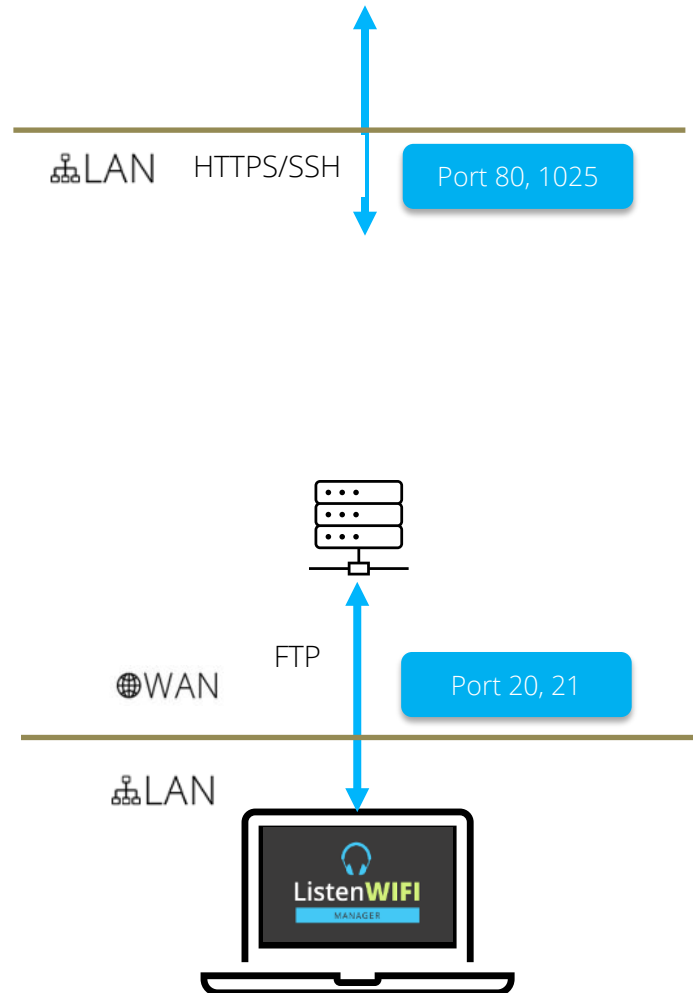 LAN
HTTPS/SSH
Port 80, 1025
FTP
WAN
Port 20, 21
LAN
ListenWIFI
MANAGER